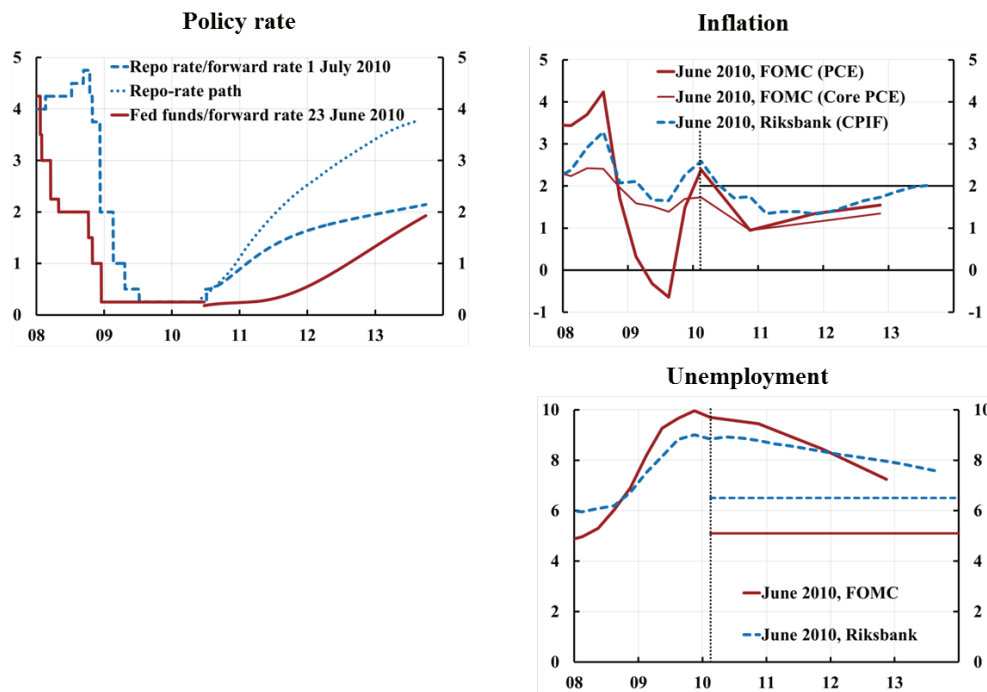 Policy rate
5 5
Repo rate/forward rate 1 July 2010
Repo-rate path
Fed funds/forward rate 23 June 2010
4 4
3 3
2 2
1 1
0 0
08 09 10 11 12 13
Inflation
5 5
June 2010, FOMC (PCE)
June 2010, FOMC (Core PCE)
June 2010, Riksbank (CPIF)
4 4
3 3
2 2
1 1
0 0
-1 -1
08 09 10 11 12 13
Unemployment
10 10
8 8
6 6
4 4
June 2010, FOMC
2 2
June 2010, Riksbank
0 0
08 09 10 11 12 13